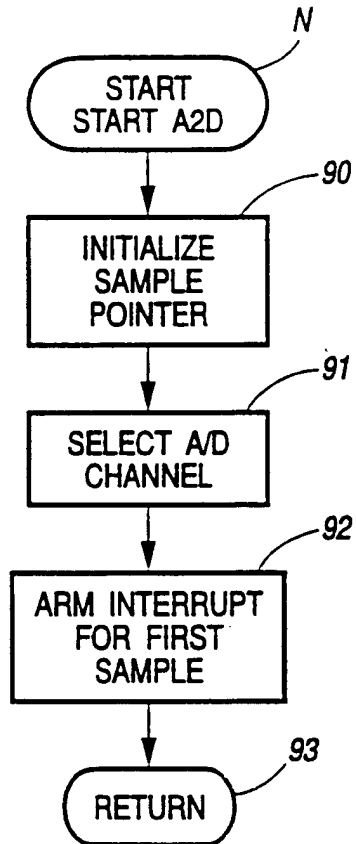 N
START
START A2D
90
INITIALIZE
SAMPLE
POINTER
91
SELECT A/D
CHANNEL
92
ARM INTERRUPT
FOR FIRST
SAMPLE
93
RETURN